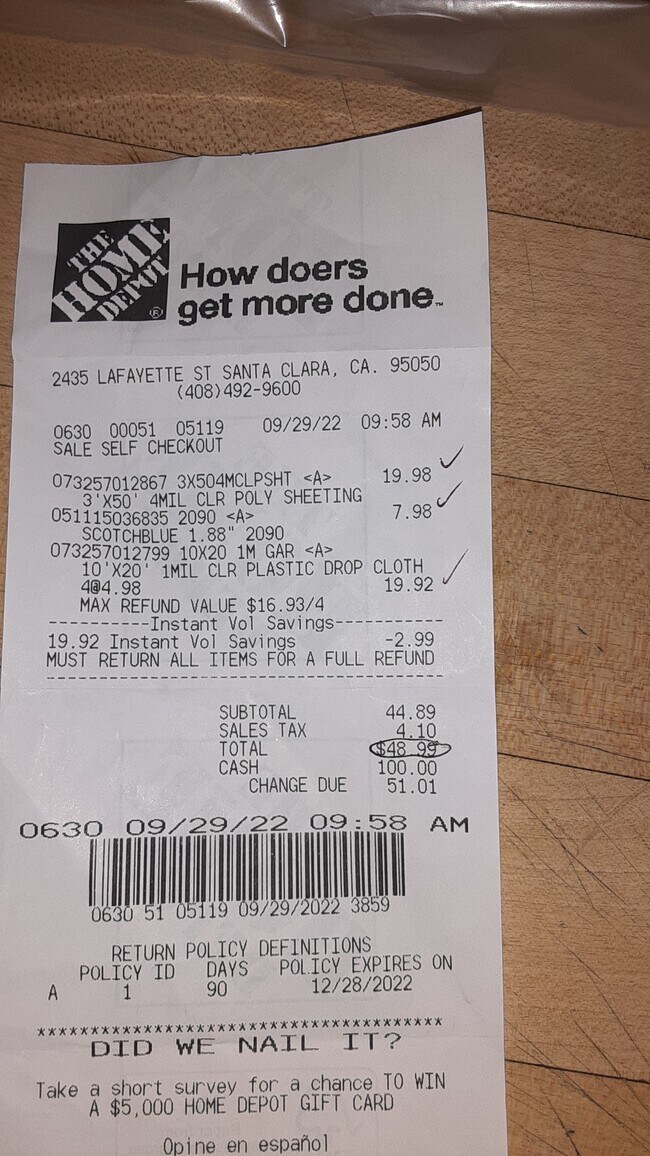 THE
HOME
DEPOT
®
How doers
get more done™
2435 LAFAYETTE ST SANTA CLARA, CA. 95050
(408)492-9600
0630 00051 05119 09/29/22 09:58 AM
SALE SELF CHECKOUT
073257012867 3X504MCLPSHT <A> 19.98
3'X50' 4MIL CLR POLY SHEETING
051115036835 2090 <A> 7.98
SCOTCHBLUE 1.88" 2090
073257012799 10X20 1M GAR <A>
10'X20' 1MIL CLR PLASTIC DROP CLOTH
4@4.98 19.92
MAX REFUND VALUE $16.93/4
----------Instant Vol Savings-----------
19.92 Instant Vol Savings -2.99
MUST RETURN ALL ITEMS FOR A FULL REFUND
----------------------------------------
SUBTOTAL 44.89
SALES TAX 4.10
TOTAL $48.99
CASH 100.00
CHANGE DUE 51.01
0630 09/29/22 09:58 AM
0630 51 05119 09/29/2022 3859
RETURN POLICY DEFINITIONS
POLICY ID DAYS POLICY EXPIRES ON
A 1 90 12/28/2022
****************************************
DID WE NAIL IT?
Take a short survey for a chance TO WIN
A $5,000 HOME DEPOT GIFT CARD
Opine en español